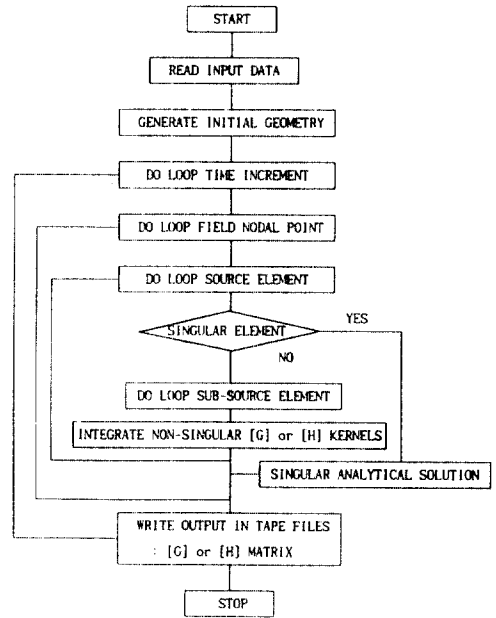 START
READ INPUT DATA
GENERATE INITIAL GEOMETRY
DO LOOP TIME INCREMENT
DO LOOP FIELD NODAL POINT
DO LOOP SOURCE ELEMENT
SINGULAR ELEMENT
YES
NO
DO LOOP SUB-SOURCE ELEMENT
INTEGRATE NON-SINGULAR [G] or [H] KERNELS
SINGULAR ANALYTICAL SOLUTION
WRITE OUTPUT IN TAPE FILES
: [G] or [H] MATRIX
STOP